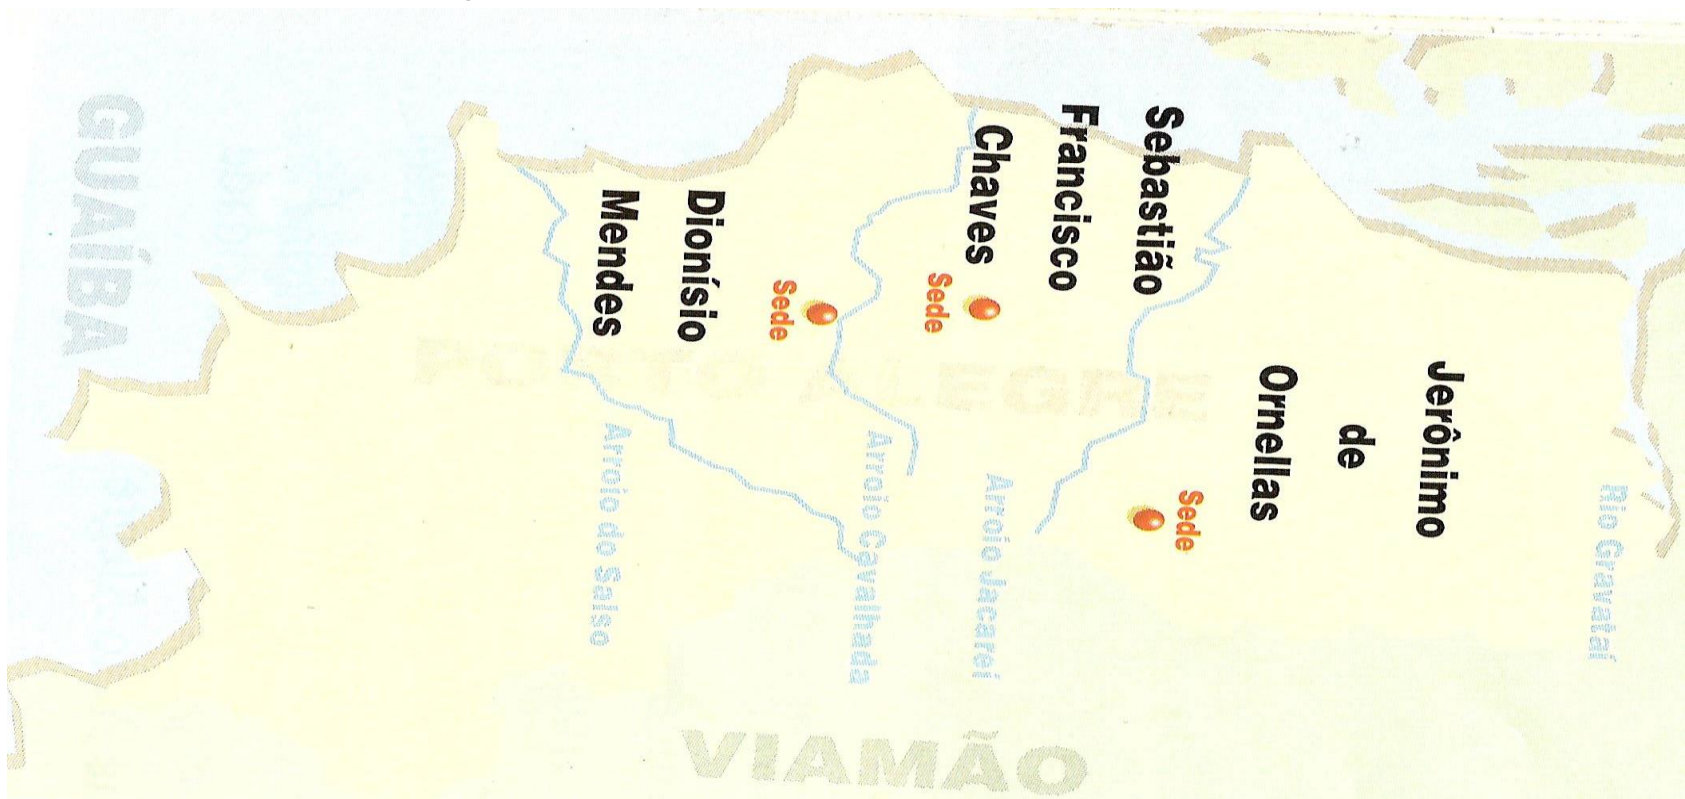 GUAÍBA
PORTO ALEGRE
VIAMÃO
Jerônimo
de
Ornellas
Sebastião
Francisco
Chaves
Dionísio
Mendes
Sede
Sede
Sede
Rio Gravataí
Arroio Jacarei
Arroio Cavalhada
Arroio do Salso